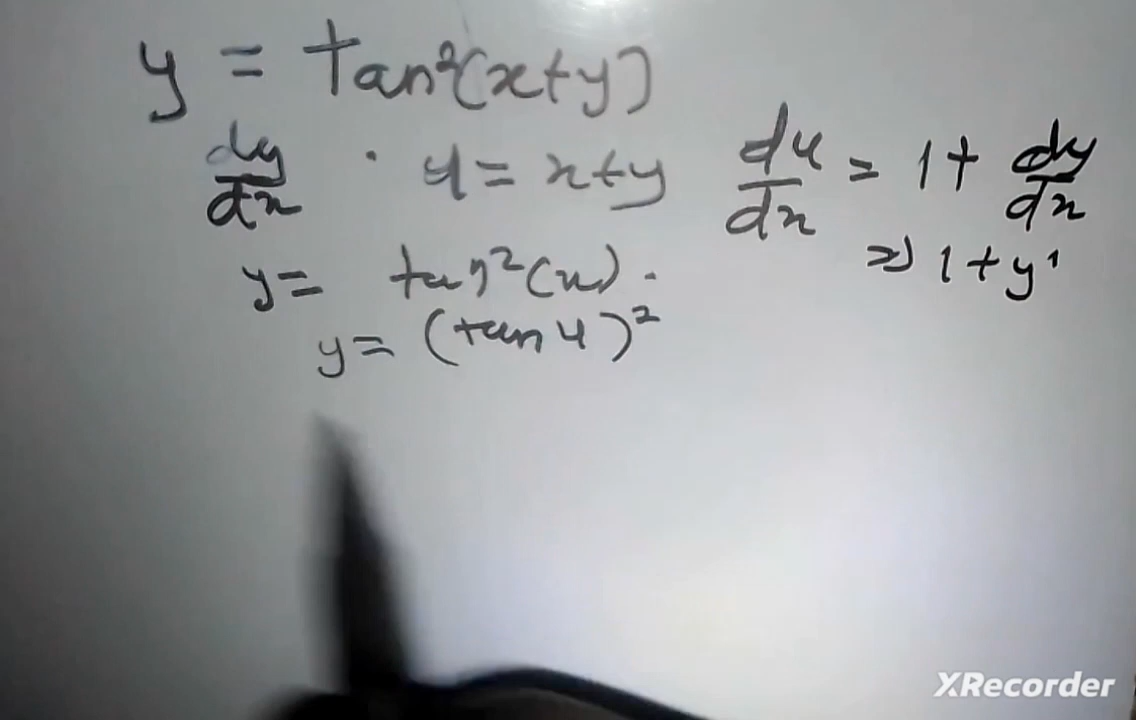 y = tan²(x+y)
dy/dx · u = x+y du/dx = 1 + dy/dx
⇒ 1 + y'
y = tan²(u) .
y = (tan u)²
XRecorder